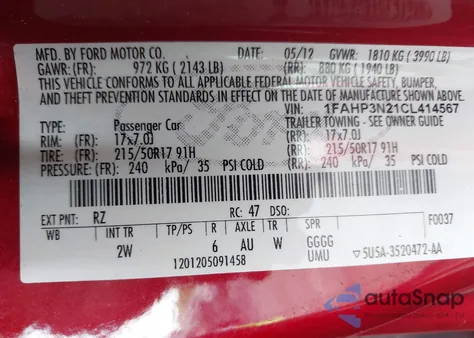 MFD. BY FORD MOTOR CO.
DATE: 05/12 GVWR: 1810 KG ( 3990 LB)
GAWR: (FR): 972 KG ( 2143 LB) (RR): 880 KG ( 1940 LB)
THIS VEHICLE CONFORMS TO ALL APPLICABLE FEDERAL MOTOR VEHICLE SAFETY, BUMPER,
AND THEFT PREVENTION STANDARDS IN EFFECT ON THE DATE OF MANUFACTURE SHOWN ABOVE.
VIN: 1FAHP3N21CL414567
TYPE: Passenger Car TRAILER TOWING - SEE OWNER GUIDE
RIM: (FR): 17x7.0J (RR): 17x7.0J
TIRE: (FR): 215/50R17 91H (RR): 215/50R17 91H
PRESSURE: (FR): 240 kPa/ 35 PSI COLD (RR): 240 kPa/ 35 PSI COLD
EXT PNT: RZ RC: 47 DSO: F0037
WB INT TR TP/PS R AXLE TR SPR
2W 6 AU W GGGG
UMU
1201205091458
5U5A-3520472-AA
autoSnap